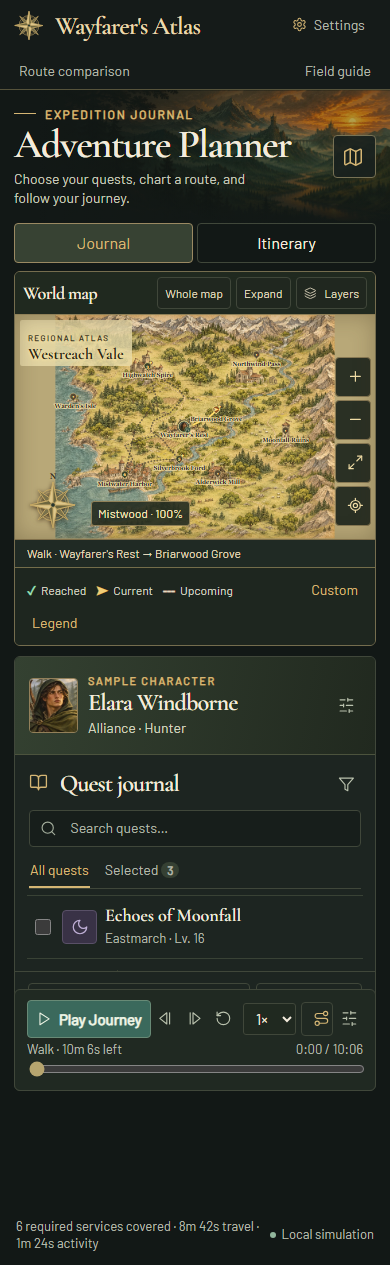 Wayfarer's Atlas
Settings
Route comparison
Field guide
EXPEDITION JOURNAL
Adventure Planner
Choose your quests, chart a route, and
follow your journey.
Journal
Itinerary
World map
Whole map
Expand
Layers
REGIONAL ATLAS
Westreach Vale
Northwind Pass
Highwatch Spire
Warden's Isle
Briarwood Grove
Wayfarer's Rest
Moonfall Ruins
Silverbrook Ford
Mistwater Harbor
Alderwick Mill
N
Mistwood · 100%
Walk · Wayfarer's Rest → Briarwood Grove
Reached
Current
Upcoming
Custom
Legend
SAMPLE CHARACTER
Elara Windborne
Alliance · Hunter
Quest journal
Search quests...
All quests
Selected 3
Echoes of Moonfall
Eastmarch · Lv. 16
Play Journey
1×
Walk · 10m 6s left
0:00 / 10:06
6 required services covered · 8m 42s travel ·
1m 24s activity
Local simulation